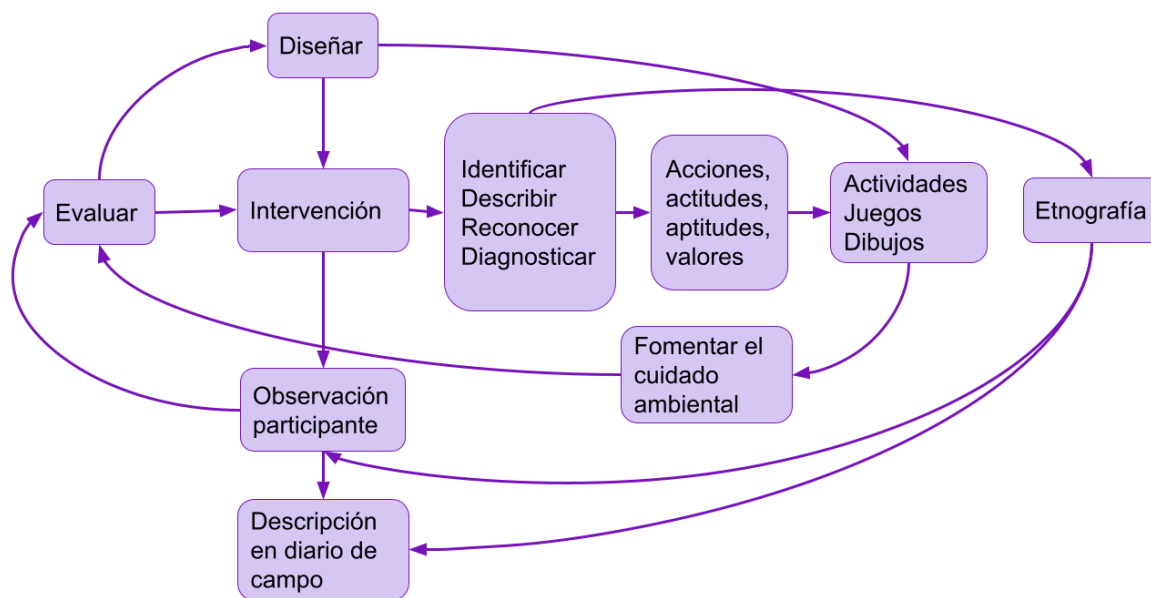 Diseñar
Evaluar
Intervención
Identificar
Describir
Reconocer
Diagnosticar
Acciones,
actitudes,
aptitudes,
valores
Actividades
Juegos
Dibujos
Etnografía
Fomentar el
cuidado
ambiental
Observación
participante
Descripción
en diario de
campo